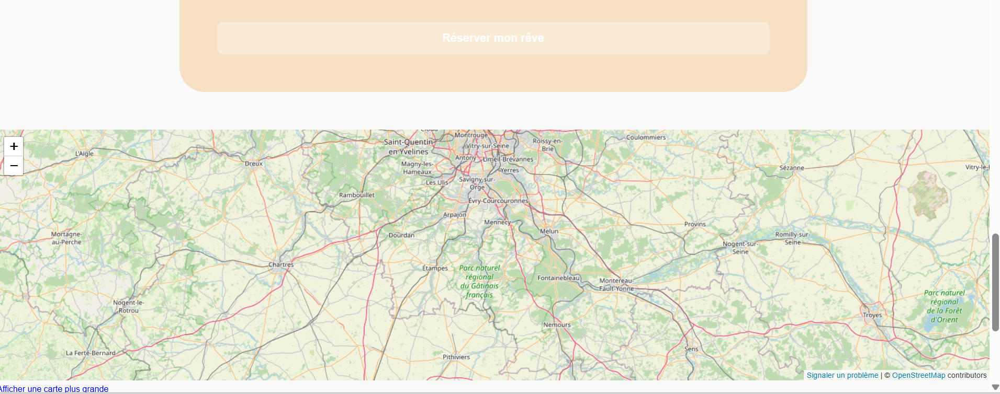 Réserver mon rêve
Cloud
Montrouge
Roissy-en-
Brie
Coulommiers
Saint-Quentin-
en-Yvelines
Vitry-sur-Seine
L'Aigle
Antony
Limeil-Brévannes
Dreux
Magny-les-
Hameaux
Yerres
Sézanne
Vitry-le-
Les Ulis
Savigny-sur-
Orge
Rambouillet
Évry-Courcouronnes
Arpajon
Mennecy
Provins
Mortagne-
au-Perche
Dourdan
Melun
Romilly-sur-
Seine
Nogent-sur-
Seine
Chartres
Étampes
Parc naturel
régional
du Gâtinais
français
Fontainebleau
Montereau-
Fault-Yonne
Parc naturel
régional
de la Forêt
d'Orient
Nogent-le-
Rotrou
Troyes
Nemours
Sens
La Ferté-Bernard
Pithiviers
+
−
Signaler un problème | © OpenStreetMap contributors
Afficher une carte plus grande